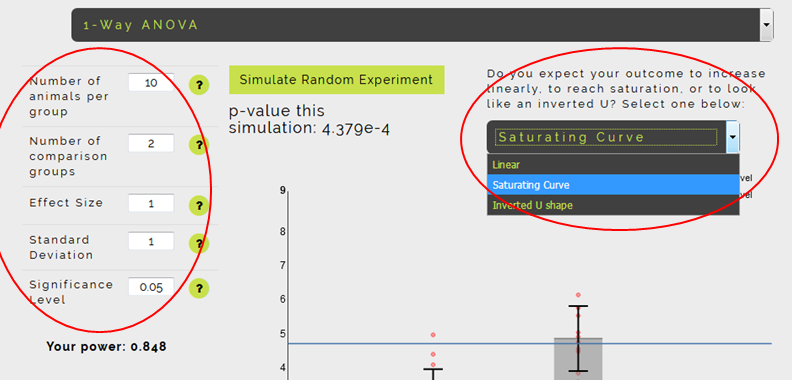 1-Way ANOVA
Number of
animals per
group
10
?
Number of
comparison
groups
2
?
Effect Size
1
?
Standard
Deviation
1
?
Significance
Level
0.05
?
Your power: 0.848
Simulate Random Experiment
p-value this
simulation: 4.379e-4
Do you expect your outcome to increase
linearly, to reach saturation, or to look
like an inverted U? Select one below:
Saturating Curve
Linear
Saturating Curve
Inverted U shape
9
8
7
6
5
4